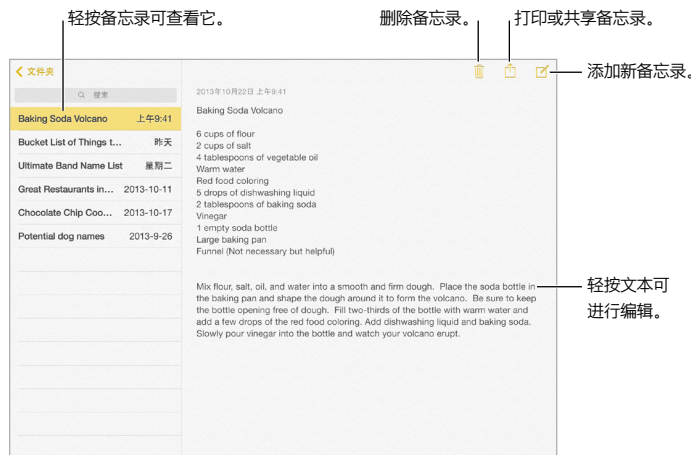 轻按备忘录可查看它。
删除备忘录。
打印或共享备忘录。
添加新备忘录。
文件夹
搜索
Baking Soda Volcano 上午9:41
Bucket List of Things t... 昨天
Ultimate Band Name List 星期二
Great Restaurants in... 2013-10-11
Chocolate Chip Coo... 2013-10-17
Potential dog names 2013-9-26
2013年10月22日 上午9:41
Baking Soda Volcano
6 cups of flour
2 cups of salt
4 tablespoons of vegetable oil
Warm water
Red food coloring
5 drops of dishwashing liquid
2 tablespoons of baking soda
Vinegar
1 empty soda bottle
Large baking pan
Funnel (Not necessary but helpful)
Mix flour, salt, oil, and water into a smooth and firm dough. Place the soda bottle in
the baking pan and shape the dough around it to form the volcano. Be sure to keep
the bottle opening free of dough. Fill two-thirds of the bottle with warm water and
add a few drops of the red food coloring. Add dishwashing liquid and baking soda.
Slowly pour vinegar into the bottle and watch your volcano erupt.
轻按文本可
进行编辑。